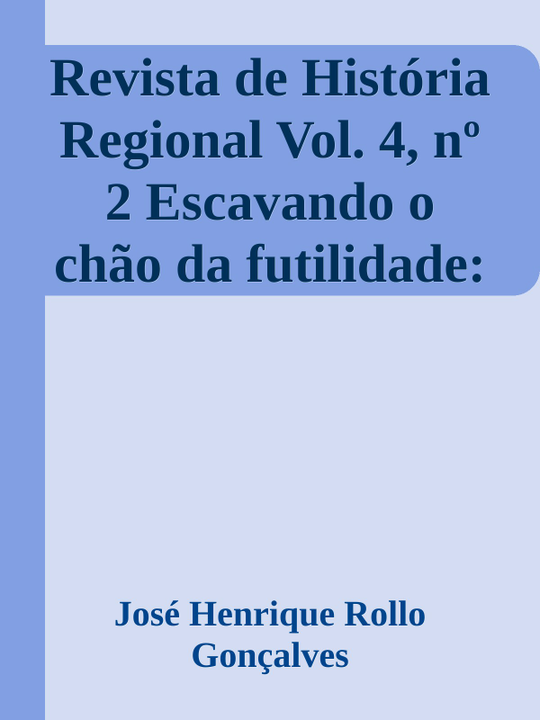 Revista de História
Regional Vol. 4, nº
2 Escavando o
chão da futilidade:
José Henrique Rollo
Gonçalves